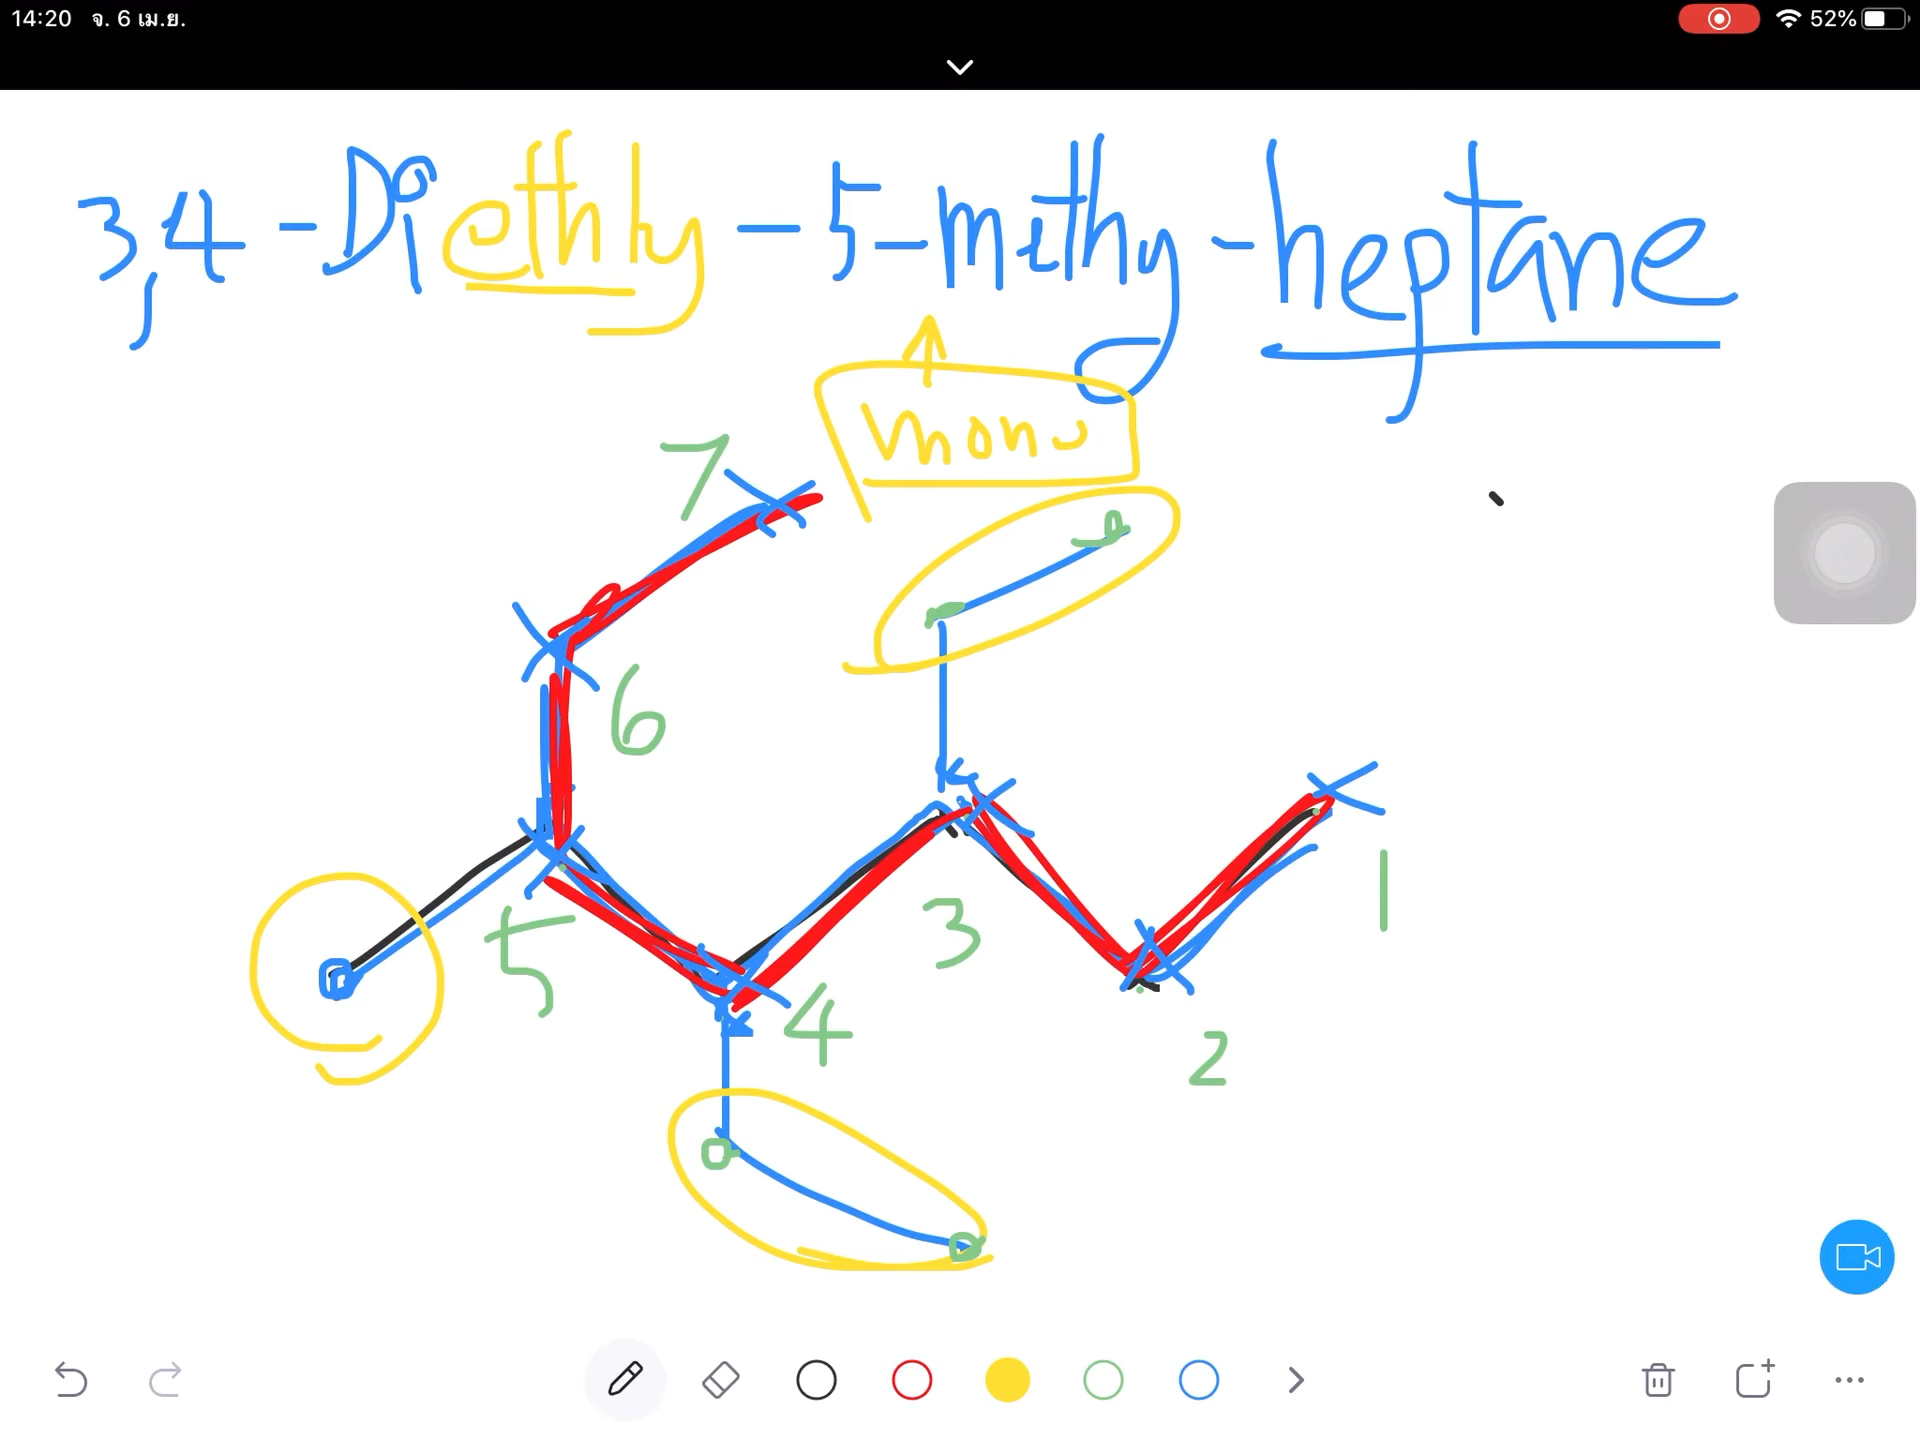 14:20 จ. 6 เม.ย. 52%
3,4-Diethly-5-methy-heptane
mono
7
6
5
4
3
2
1